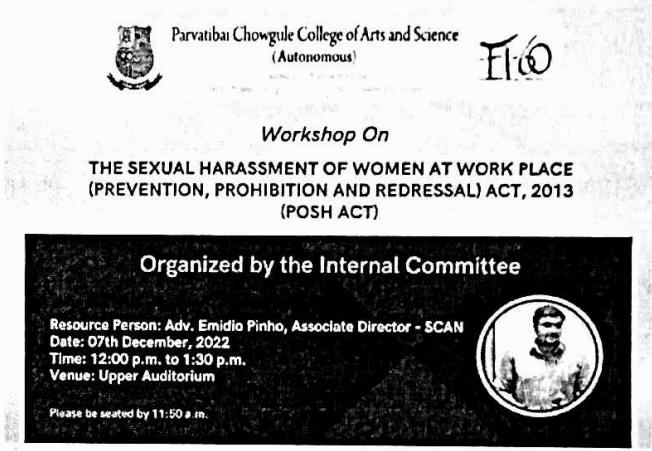 Parvatibai Chowgule College of Arts and Science
(Autonomous)
Workshop On
THE SEXUAL HARASSMENT OF WOMEN AT WORK PLACE
(PREVENTION, PROHIBITION AND REDRESSAL) ACT, 2013
(POSH ACT)
Organized by the Internal Committee
Resource Person: Adv. Emidio Pinho, Associate Director - SCAN
Date: 07th December, 2022
Time: 12:00 p.m. to 1:30 p.m.
Venue: Upper Auditorium
Please be seated by 11:50 a.m.